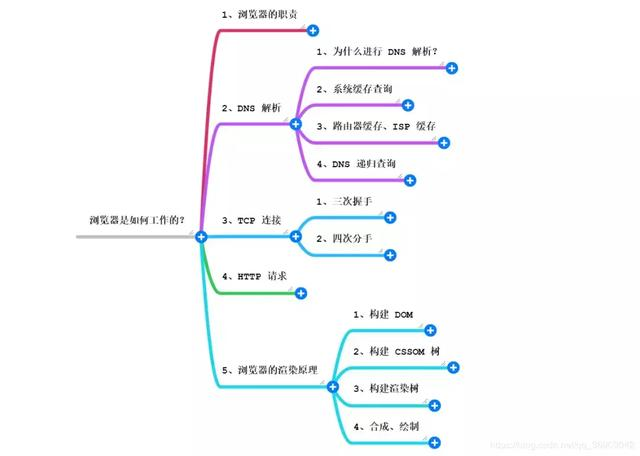 浏览器是如何工作的?
1、浏览器的职责
2、DNS 解析
1、为什么进行 DNS 解析?
2、系统缓存查询
3、路由器缓存、ISP 缓存
4、DNS 递归查询
3、TCP 连接
1、三次握手
2、四次分手
4、HTTP 请求
5、浏览器的渲染原理
1、构建 DOM
2、构建 CSSOM 树
3、构建渲染树
4、合成、绘制